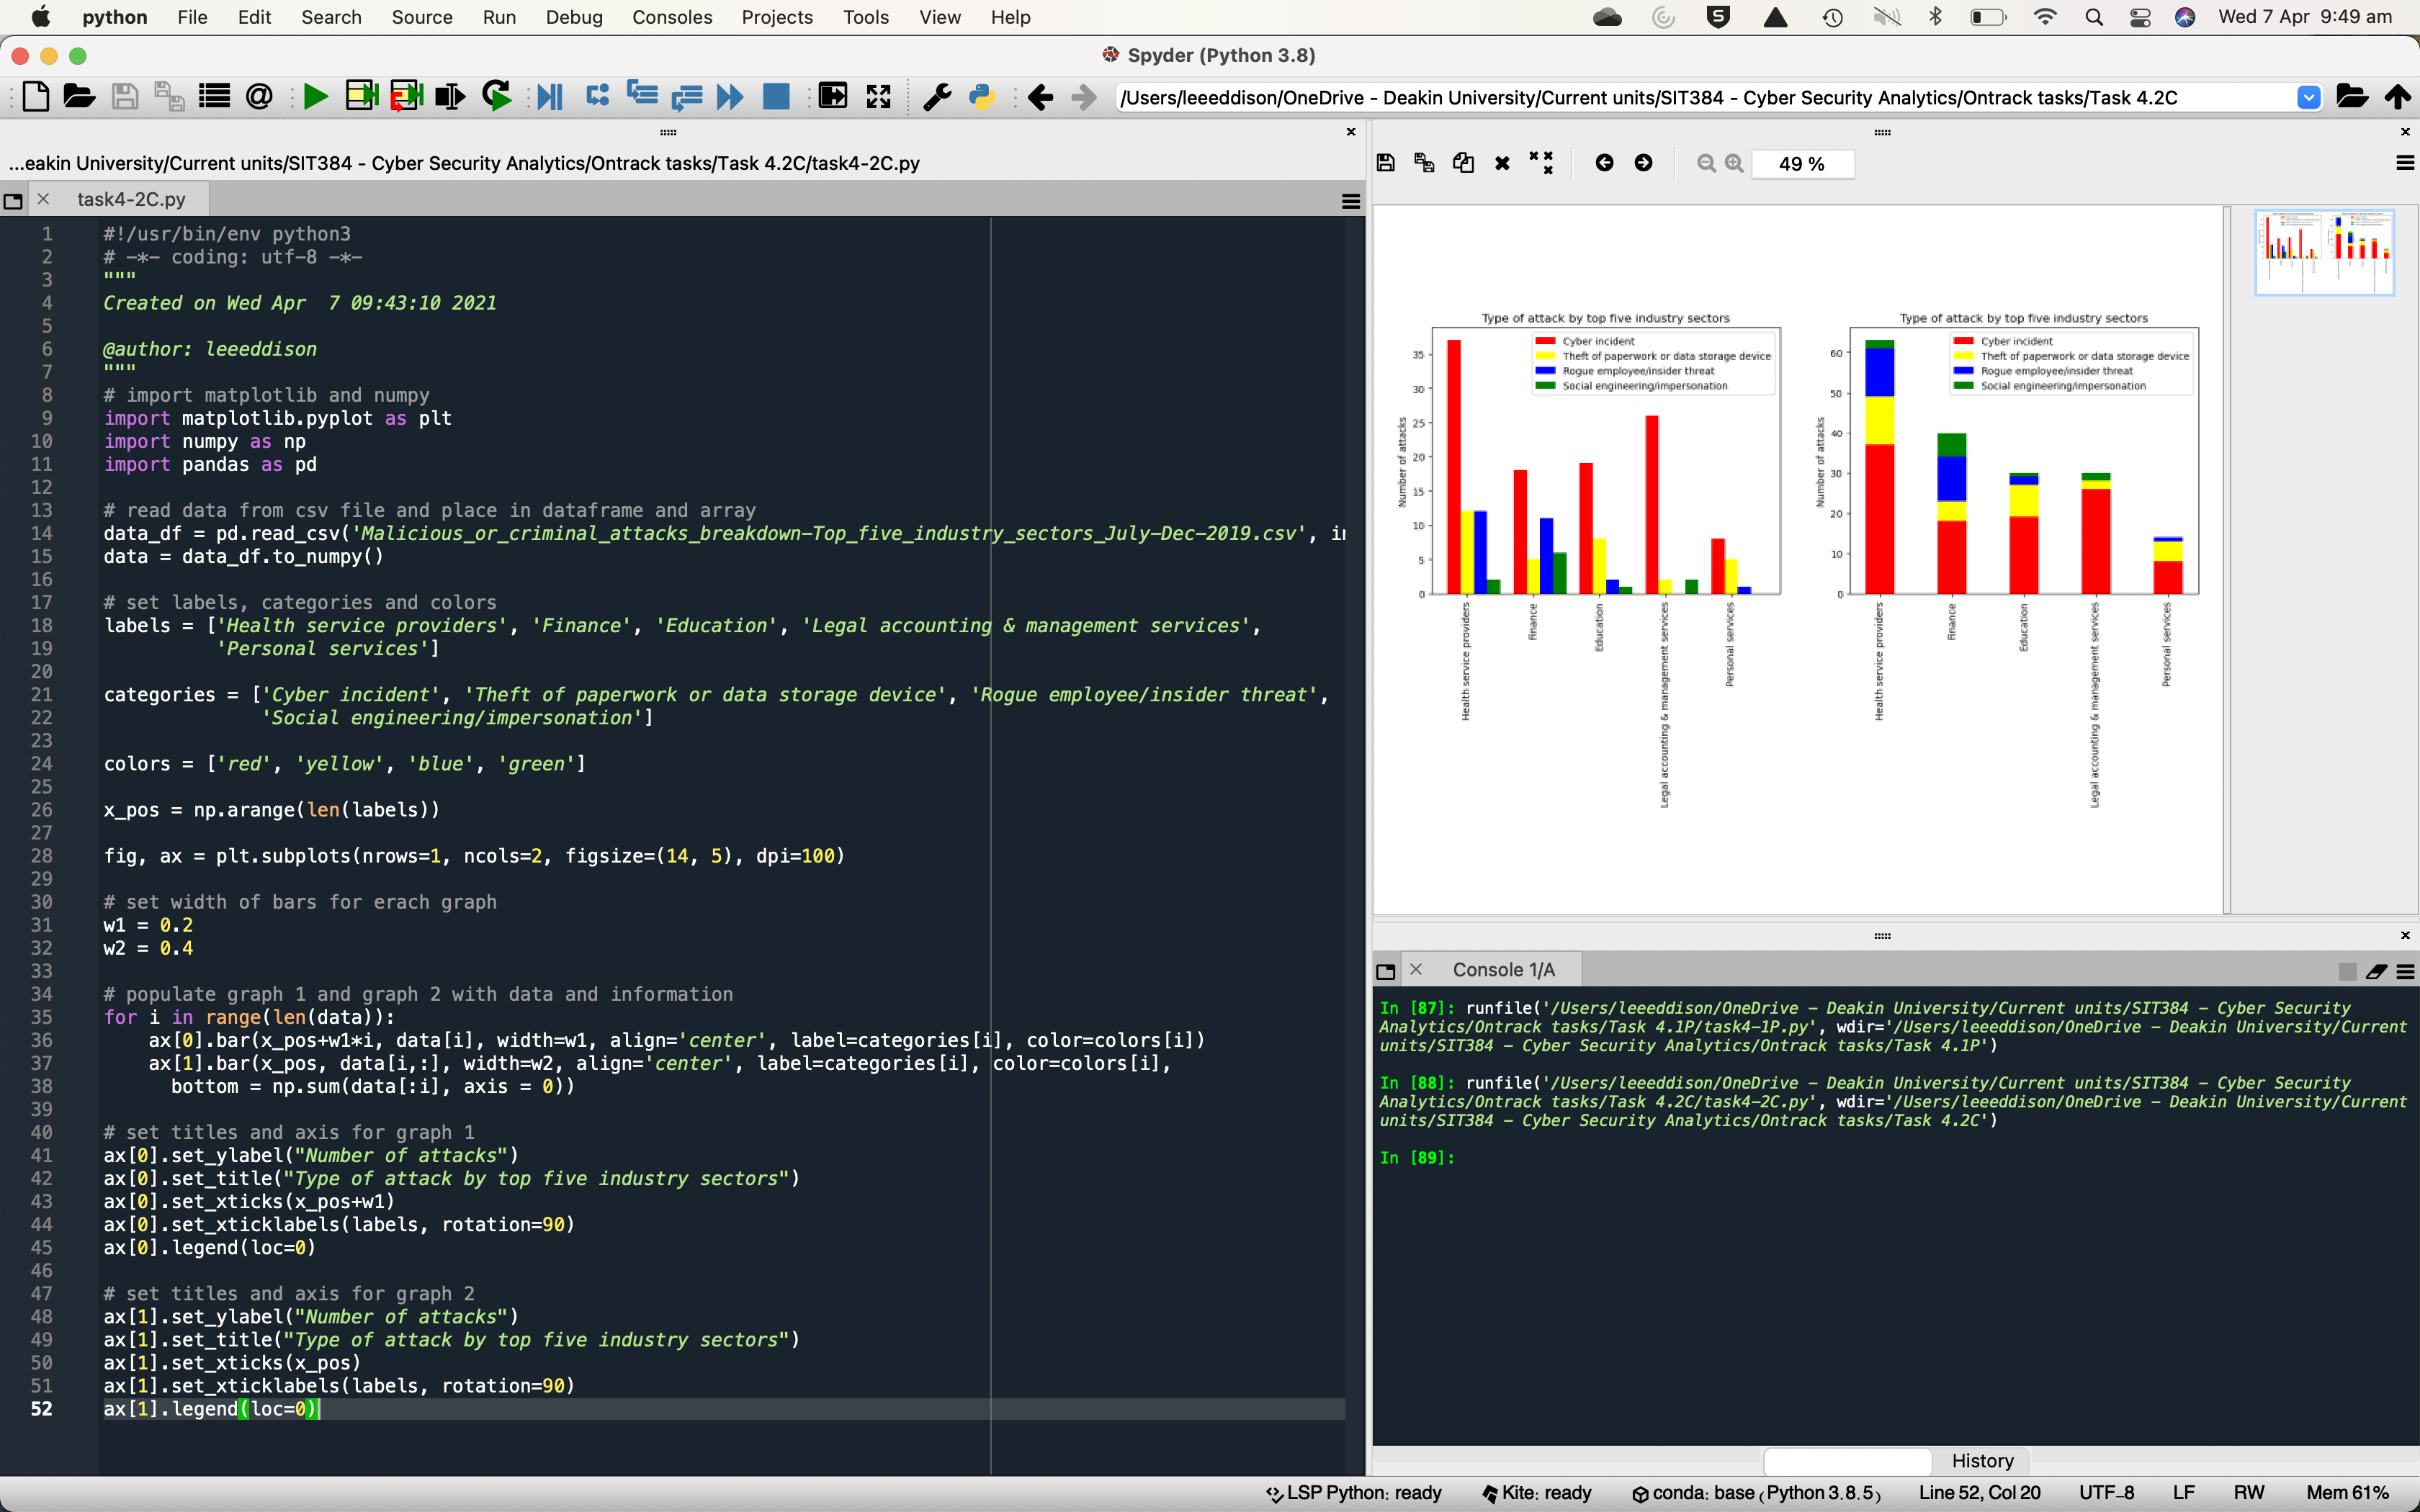 python File Edit Search Source Run Debug Consoles Projects Tools View Help
Wed 7 Apr 9:49 am
Spyder (Python 3.8)
/Users/leeeddison/OneDrive - Deakin University/Current units/SIT384 - Cyber Security Analytics/Ontrack tasks/Task 4.2C
...eakin University/Current units/SIT384 - Cyber Security Analytics/Ontrack tasks/Task 4.2C/task4-2C.py
task4-2C.py
1 #!/usr/bin/env python3
2 # -*- coding: utf-8 -*-
3 """
4 Created on Wed Apr  7 09:43:10 2021
5
6 @author: leeeddison
7 """
8 # import matplotlib and numpy
9 import matplotlib.pyplot as plt
10 import numpy as np
11 import pandas as pd
12
13 # read data from csv file and place in dataframe and array
14 data_df = pd.read_csv('Malicious_or_criminal_attacks_breakdown-Top_five_industry_sectors_July-Dec-2019.csv', i
15 data = data_df.to_numpy()
16
17 # set labels, categories and colors
18 labels = ['Health service providers', 'Finance', 'Education', 'Legal accounting & management services',
19 'Personal services']
20
21 categories = ['Cyber incident', 'Theft of paperwork or data storage device', 'Rogue employee/insider threat',
22 'Social engineering/impersonation']
23
24 colors = ['red', 'yellow', 'blue', 'green']
25
26 x_pos = np.arange(len(labels))
27
28 fig, ax = plt.subplots(nrows=1, ncols=2, figsize=(14, 5), dpi=100)
29
30 # set width of bars for erach graph
31 w1 = 0.2
32 w2 = 0.4
33
34 # populate graph 1 and graph 2 with data and information
35 for i in range(len(data)):
36     ax[0].bar(x_pos+w1*i, data[i], width=w1, align='center', label=categories[i], color=colors[i])
37     ax[1].bar(x_pos, data[i,:], width=w2, align='center', label=categories[i], color=colors[i],
38       bottom = np.sum(data[:i], axis = 0))
39
40 # set titles and axis for graph 1
41 ax[0].set_ylabel("Number of attacks")
42 ax[0].set_title("Type of attack by top five industry sectors")
43 ax[0].set_xticks(x_pos+w1)
44 ax[0].set_xticklabels(labels, rotation=90)
45 ax[0].legend(loc=0)
46
47 # set titles and axis for graph 2
48 ax[1].set_ylabel("Number of attacks")
49 ax[1].set_title("Type of attack by top five industry sectors")
50 ax[1].set_xticks(x_pos)
51 ax[1].set_xticklabels(labels, rotation=90)
52 ax[1].legend(loc=0)
49 %
Type of attack by top five industry sectors
Cyber incident
Theft of paperwork or data storage device
Rogue employee/insider threat
Social engineering/impersonation
Number of attacks
35
30
25
20
15
10
5
0
Health service providers
Finance
Education
Legal accounting & management services
Personal services
Type of attack by top five industry sectors
Cyber incident
Theft of paperwork or data storage device
Rogue employee/insider threat
Social engineering/impersonation
Number of attacks
60
50
40
30
20
10
0
Health service providers
Finance
Education
Legal accounting & management services
Personal services
Console 1/A
In [87]: runfile('/Users/leeeddison/OneDrive - Deakin University/Current units/SIT384 - Cyber Security
Analytics/Ontrack tasks/Task 4.1P/task4-1P.py', wdir='/Users/leeeddison/OneDrive - Deakin University/Current
units/SIT384 - Cyber Security Analytics/Ontrack tasks/Task 4.1P')
In [88]: runfile('/Users/leeeddison/OneDrive - Deakin University/Current units/SIT384 - Cyber Security
Analytics/Ontrack tasks/Task 4.2C/task4-2C.py', wdir='/Users/leeeddison/OneDrive - Deakin University/Current
units/SIT384 - Cyber Security Analytics/Ontrack tasks/Task 4.2C')
In [89]:
History
LSP Python: ready Kite: ready conda: base (Python 3.8.5) Line 52, Col 20 UTF-8 LF RW Mem 61%